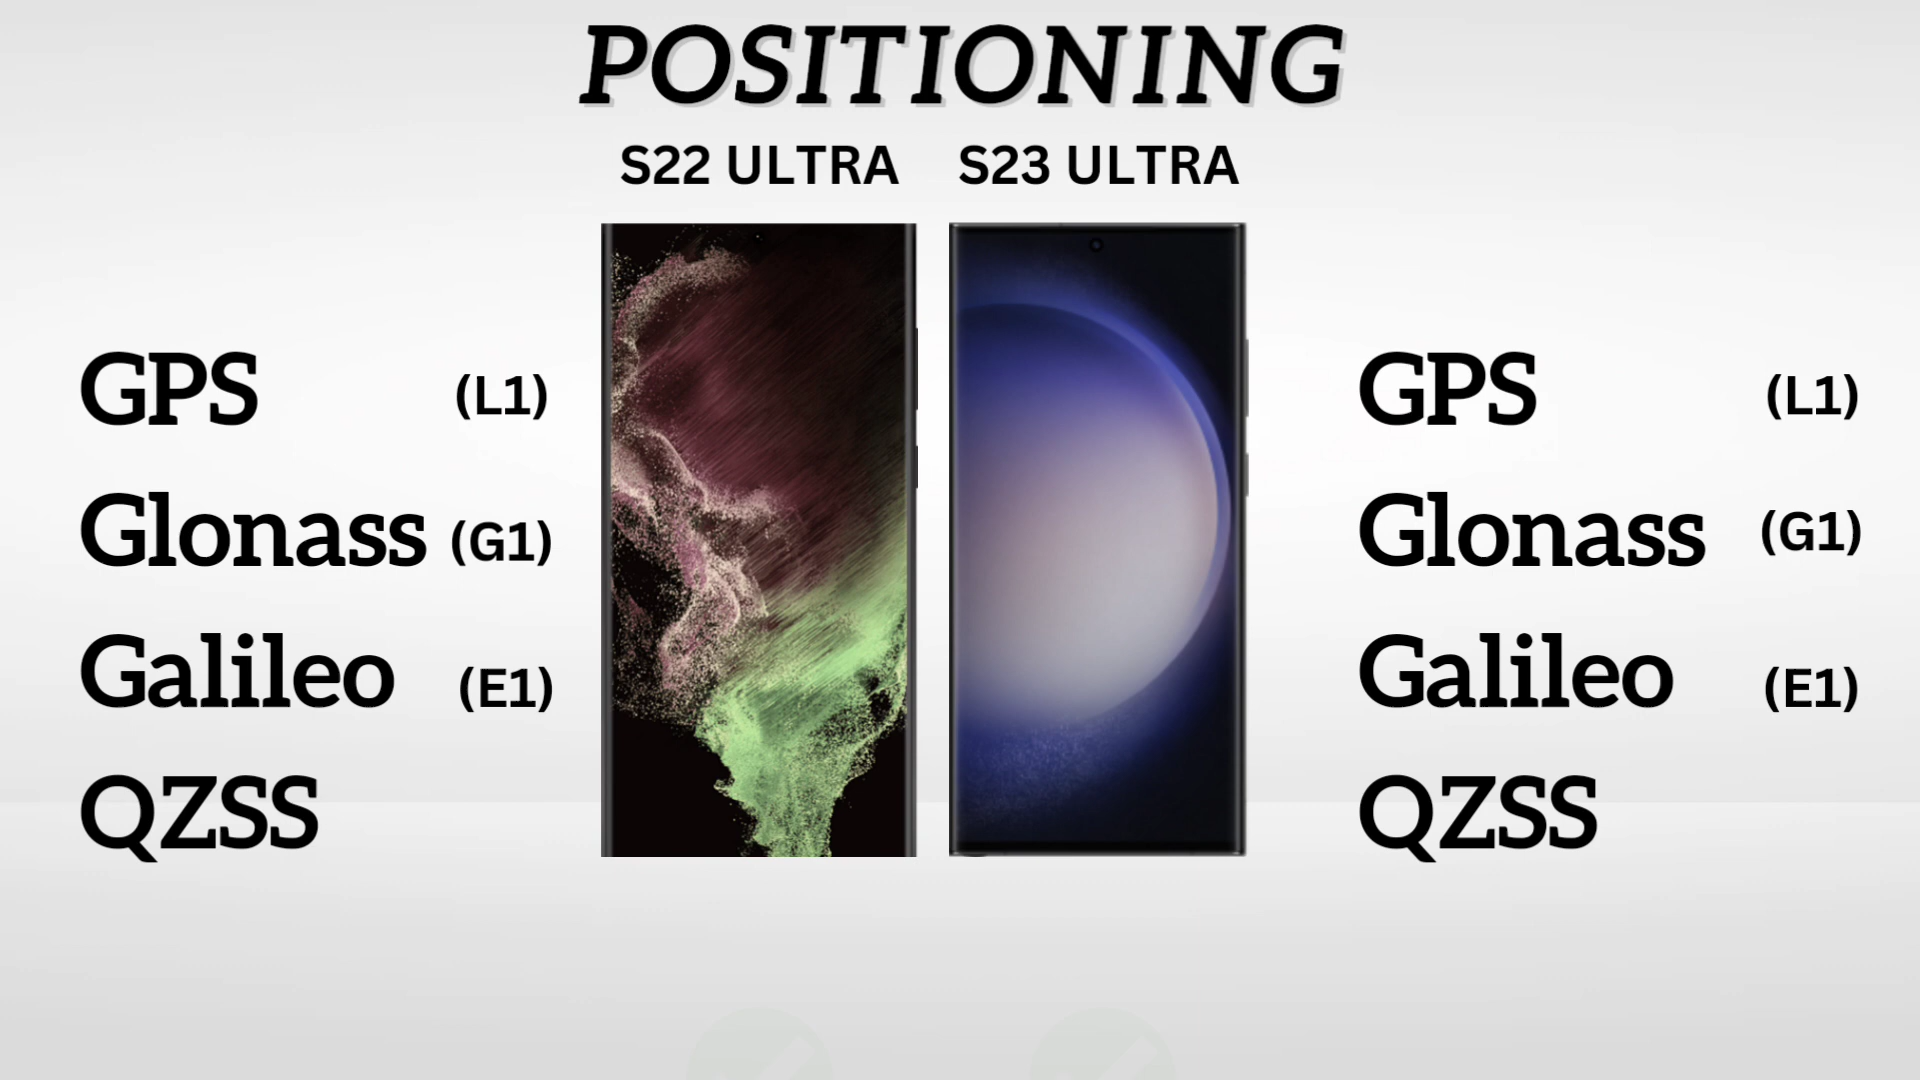 POSITIONING
S22 ULTRA
S23 ULTRA
GPS (L1)
Glonass (G1)
Galileo (E1)
QZSS
GPS (L1)
Glonass (G1)
Galileo (E1)
QZSS